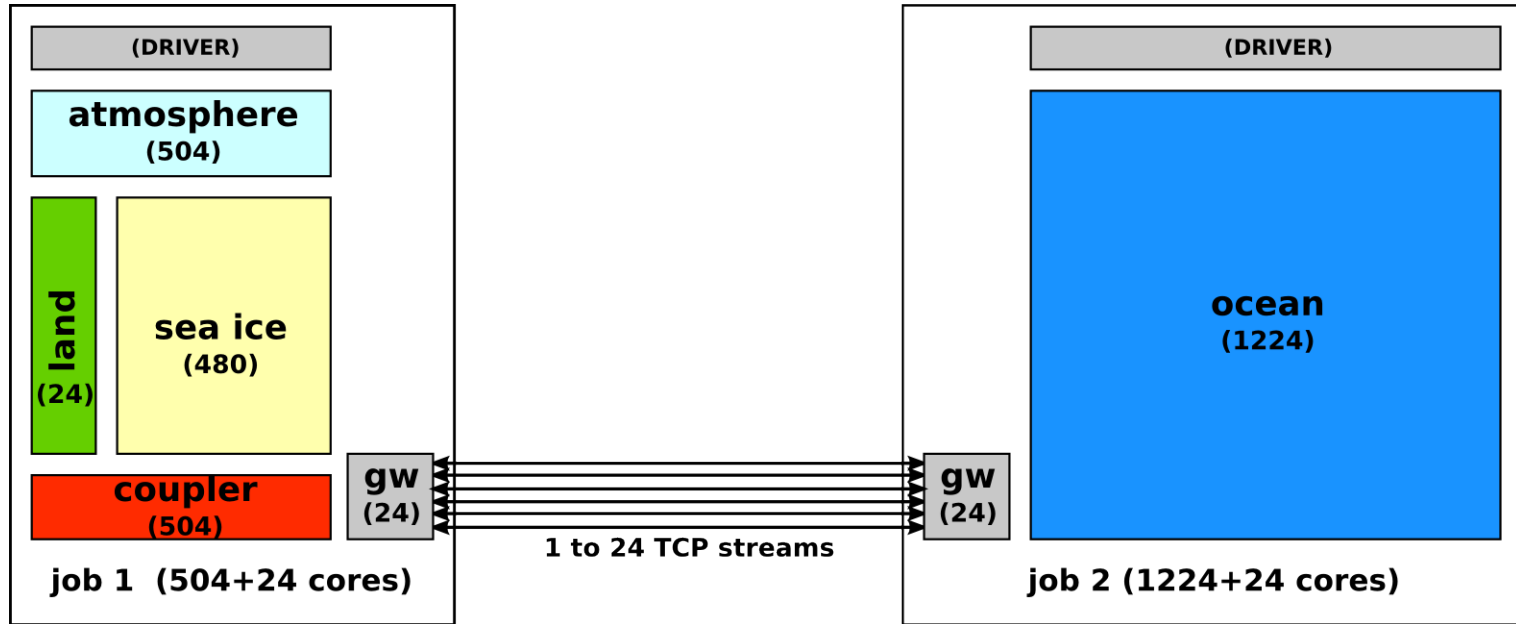 (DRIVER)
atmosphere
(504)
land
(24)
sea ice
(480)
coupler
(504)
gw
(24)
job 1 (504+24 cores)
1 to 24 TCP streams
(DRIVER)
ocean
(1224)
gw
(24)
job 2 (1224+24 cores)